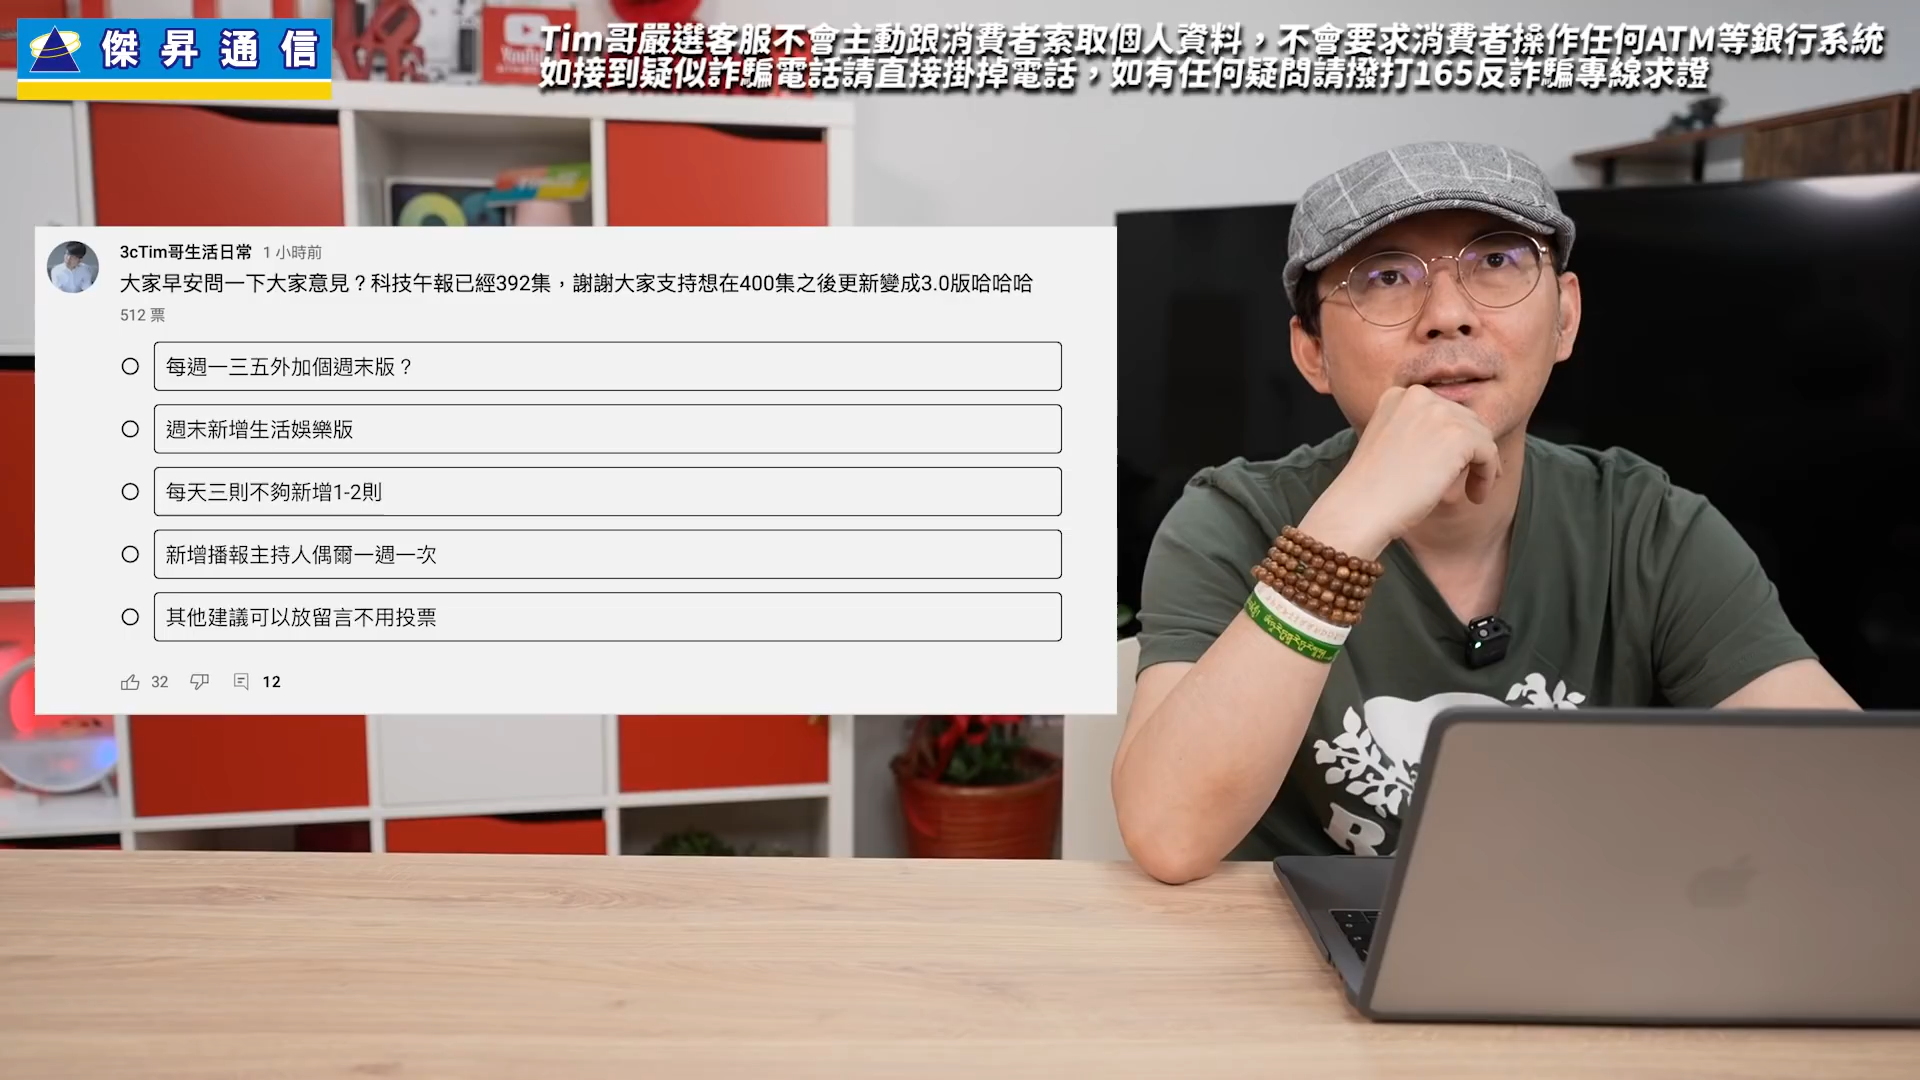 傑昇通信
Tim哥嚴選客服不會主動跟消費者索取個人資料，不會要求消費者操作任何ATM等銀行系統
如接到疑似詐騙電話請直接掛掉電話，如有任何疑問請撥打165反詐騙專線求證
3cTim哥生活日常 1 小時前
大家早安問一下大家意見？科技午報已經392集，謝謝大家支持想在400集之後更新變成3.0版哈哈哈
512 票
每週一三五外加個週末版？
週末新增生活娛樂版
每天三則不夠新增1-2則
新增播報主持人偶爾一週一次
其他建議可以放留言不用投票
32 12